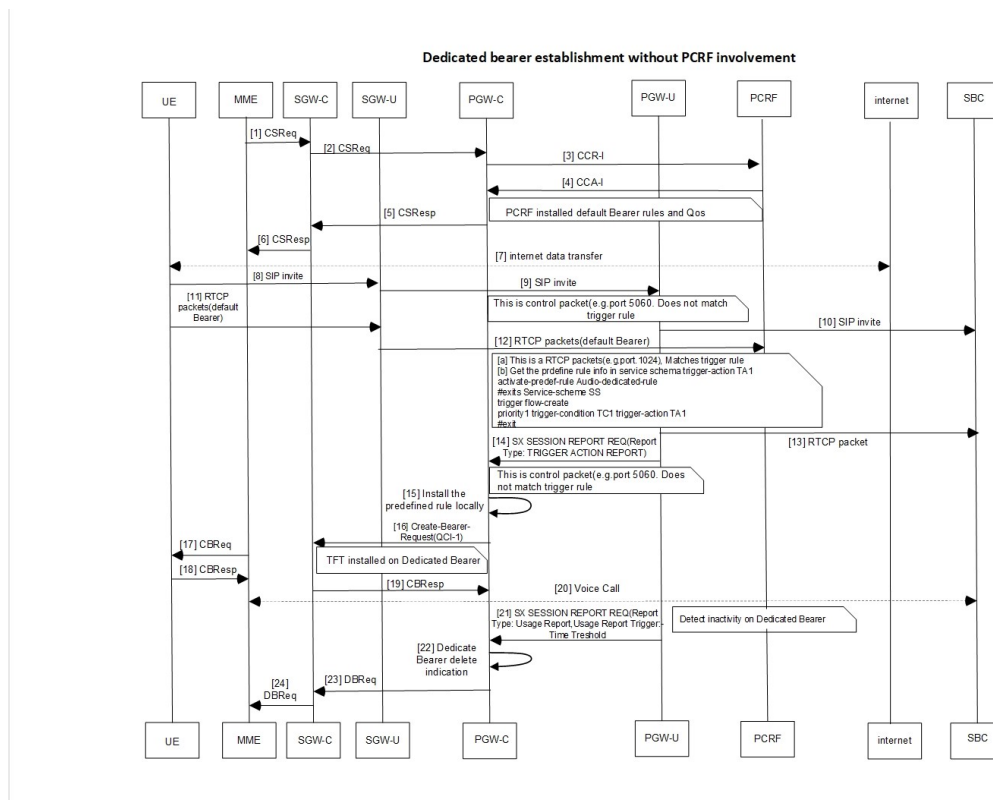 Dedicated bearer establishment without PCRF involvement
UE
MME
SGW-C
SGW-U
PGW-C
PGW-U
PCRF
internet
SBC
[1] CSReq
[2] CSReq
[3] CCR-I
[4] CCA-I
PCRF installed default Bearer rules and Qos
[5] CSResp
[6] CSResp
[7] internet data transfer
[8] SIP invite
[9] SIP invite
[11] RTCP
packets(default
Bearer)
This is control packet(e.g.port 5060. Does not match
trigger rule
[10] SIP invite
[12] RTCP packets(default Bearer)
[a] This is a RTCP packets(e.g.port.1024), Matches trigger rule
[b] Get the prdefine rule info in service schema trigger-action TA1
activate-predef-rule Audio-dedicated-rule
#exits Service-scheme SS
trigger flow-create
priority1 trigger-condition TC1 trigger-action TA1
#exit
[13] RTCP packet
[14] SX SESSION REPORT REQ(Report
Type: TRIGGER ACTION REPORT)
This is control packet(e.g.port 5060. Does
not match trigger rule
[15] Install the
predefined rule locally
[16] Create-Bearer-
Request(QCI-1)
[17] CBReq
TFT installed on Dedicated Bearer
[18] CBResp
[19] CBResp
[20] Voice Call
[21] SX SESSION REPORT REQ(Report
Type: Usage Report,Usage Report Trigger:-
Time Treshold
Detect inactivity on Dedicated Bearer
[22] Dedicate
Bearer delete
indication
[23] DBReq
[24]
DBReq
UE
MME
SGW-C
SGW-U
PGW-C
PGW-U
PCRF
internet
SBC